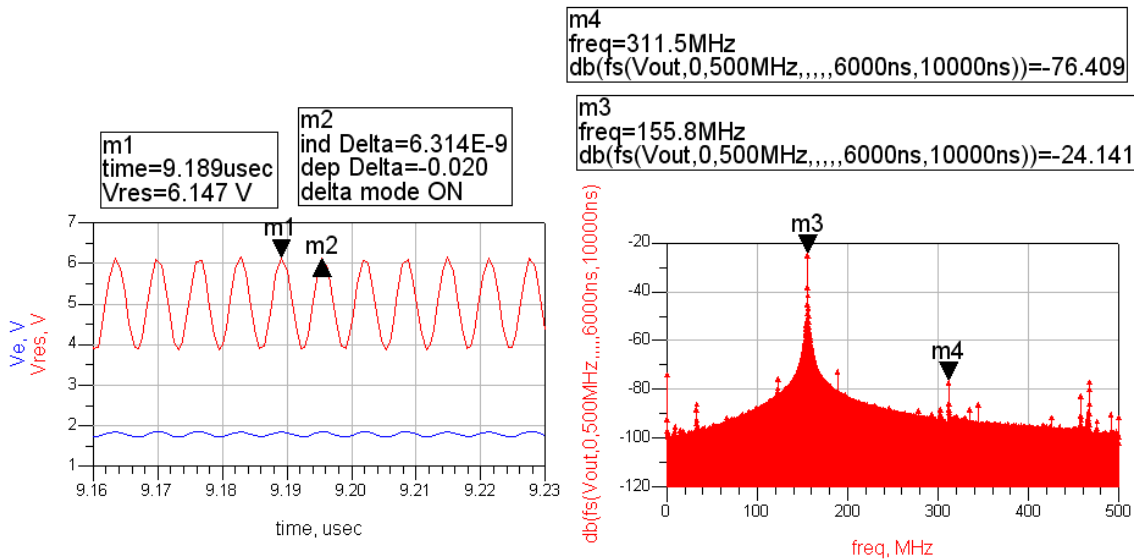 m4
freq=311.5MHz
db(fs(Vout,0,500MHz,,,,,6000ns,10000ns))=-76.409
m3
freq=155.8MHz
db(fs(Vout,0,500MHz,,,,,6000ns,10000ns))=-24.141
m1
time=9.189usec
Vres=6.147 V
m2
ind Delta=6.314E-9
dep Delta=-0.020
delta mode ON
Ve, V
Vres, V
7
6
5
4
3
2
1
m1
m2
9.16
9.17
9.18
9.19
9.20
9.21
9.22
9.23
time, usec
db(fs(Vout,0,500MHz,,,,,6000ns,10000ns))
-20
-40
-60
-80
-100
-120
m3
m4
0
100
200
300
400
500
freq, MHz